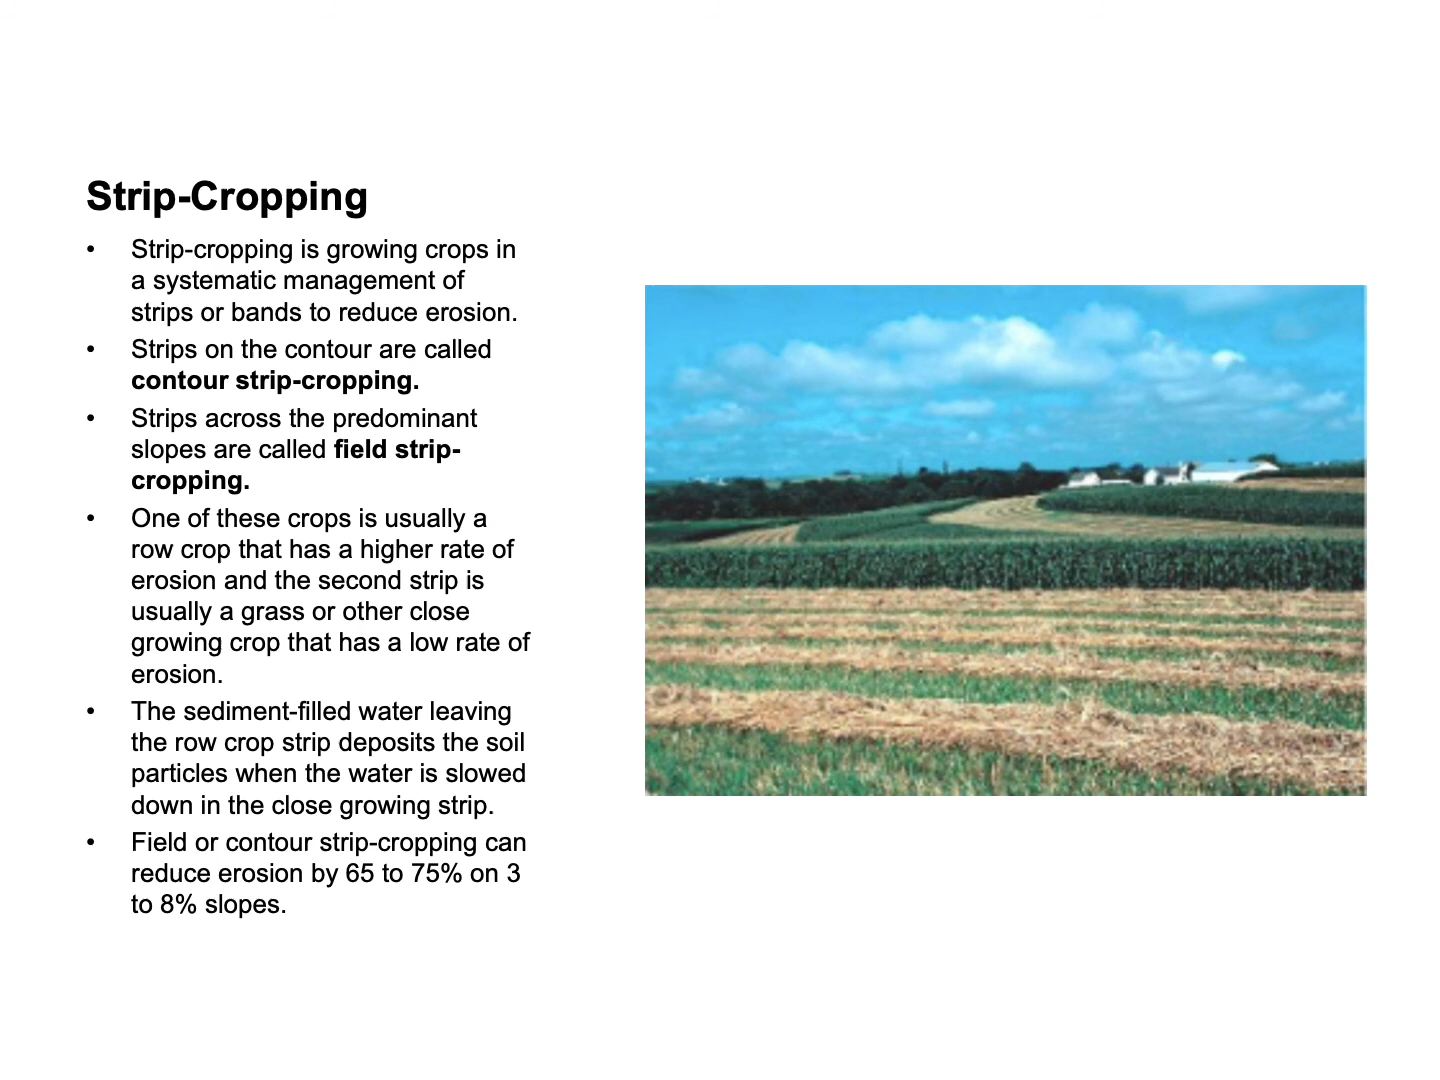 Strip-Cropping
• Strip-cropping is growing crops in
a systematic management of
strips or bands to reduce erosion.
• Strips on the contour are called
contour strip-cropping.
• Strips across the predominant
slopes are called field strip-
cropping.
• One of these crops is usually a
row crop that has a higher rate of
erosion and the second strip is
usually a grass or other close
growing crop that has a low rate of
erosion.
• The sediment-filled water leaving
the row crop strip deposits the soil
particles when the water is slowed
down in the close growing strip.
• Field or contour strip-cropping can
reduce erosion by 65 to 75% on 3
to 8% slopes.